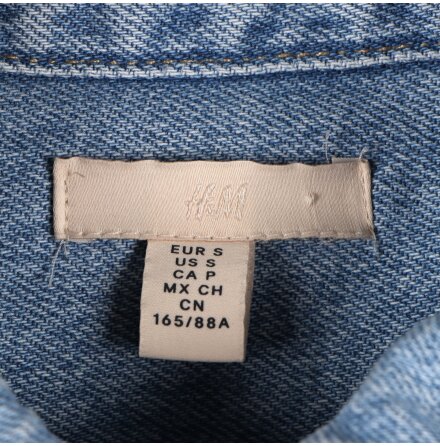 H&M
EUR S
US S
CA P
MX CH
CN
165/88A